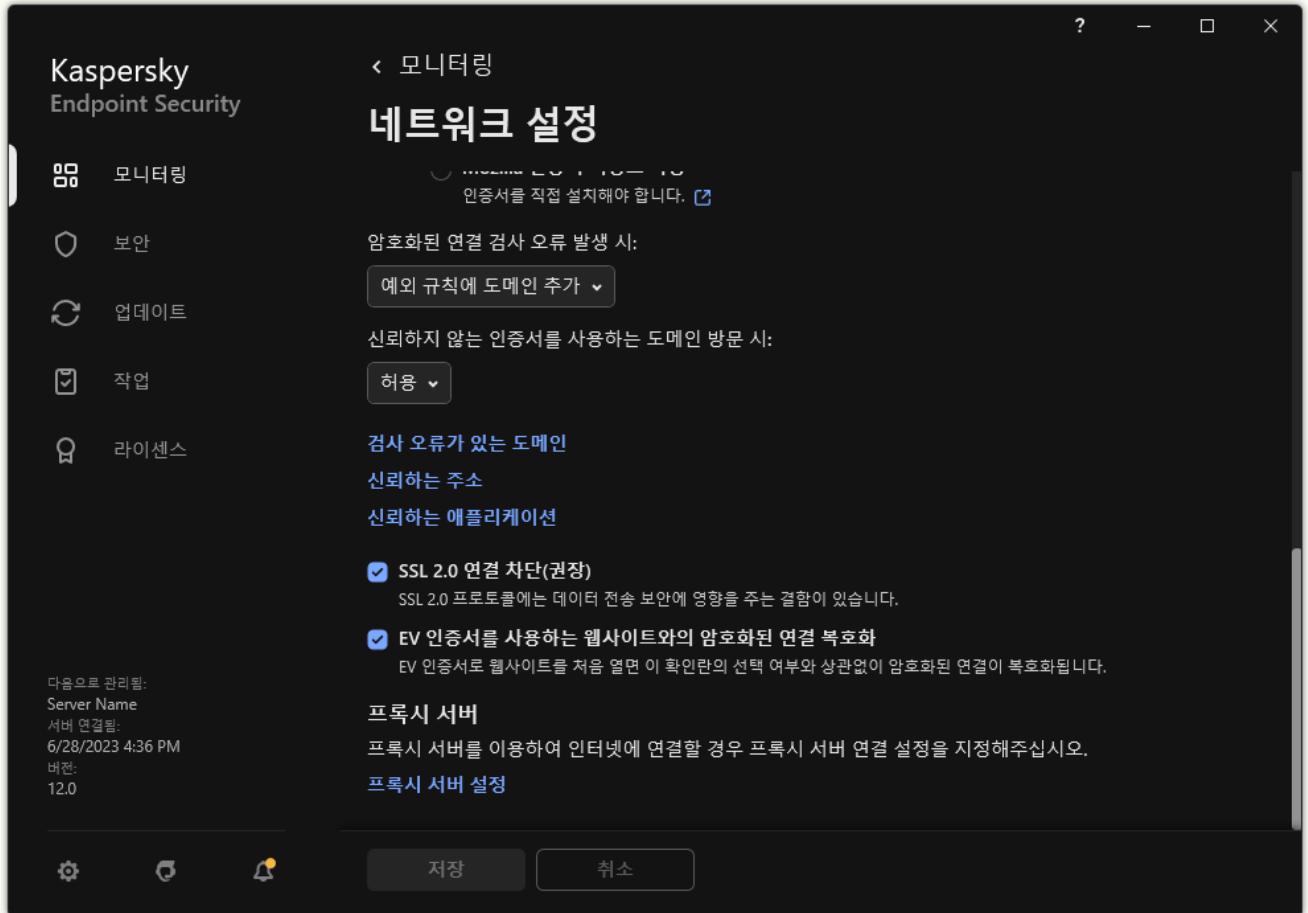 ?
Kaspersky
Endpoint Security
모니터링
보안
업데이트
작업
라이센스
다음으로 관리됨:
Server Name
서버 연결됨:
6/28/2023 4:36 PM
버전:
12.0
모니터링
네트워크 설정
인증서를 직접 설치해야 합니다.
암호화된 연결 검사 오류 발생 시:
예외 규칙에 도메인 추가
신뢰하지 않는 인증서를 사용하는 도메인 방문 시:
허용
검사 오류가 있는 도메인
신뢰하는 주소
신뢰하는 애플리케이션
SSL 2.0 연결 차단(권장)
SSL 2.0 프로토콜에는 데이터 전송 보안에 영향을 주는 결함이 있습니다.
EV 인증서를 사용하는 웹사이트와의 암호화된 연결 복호화
EV 인증서로 웹사이트를 처음 열면 이 확인란의 선택 여부와 상관없이 암호화된 연결이 복호화됩니다.
프록시 서버
프록시 서버를 이용하여 인터넷에 연결할 경우 프록시 서버 연결 설정을 지정해주십시오.
프록시 서버 설정
저장
취소